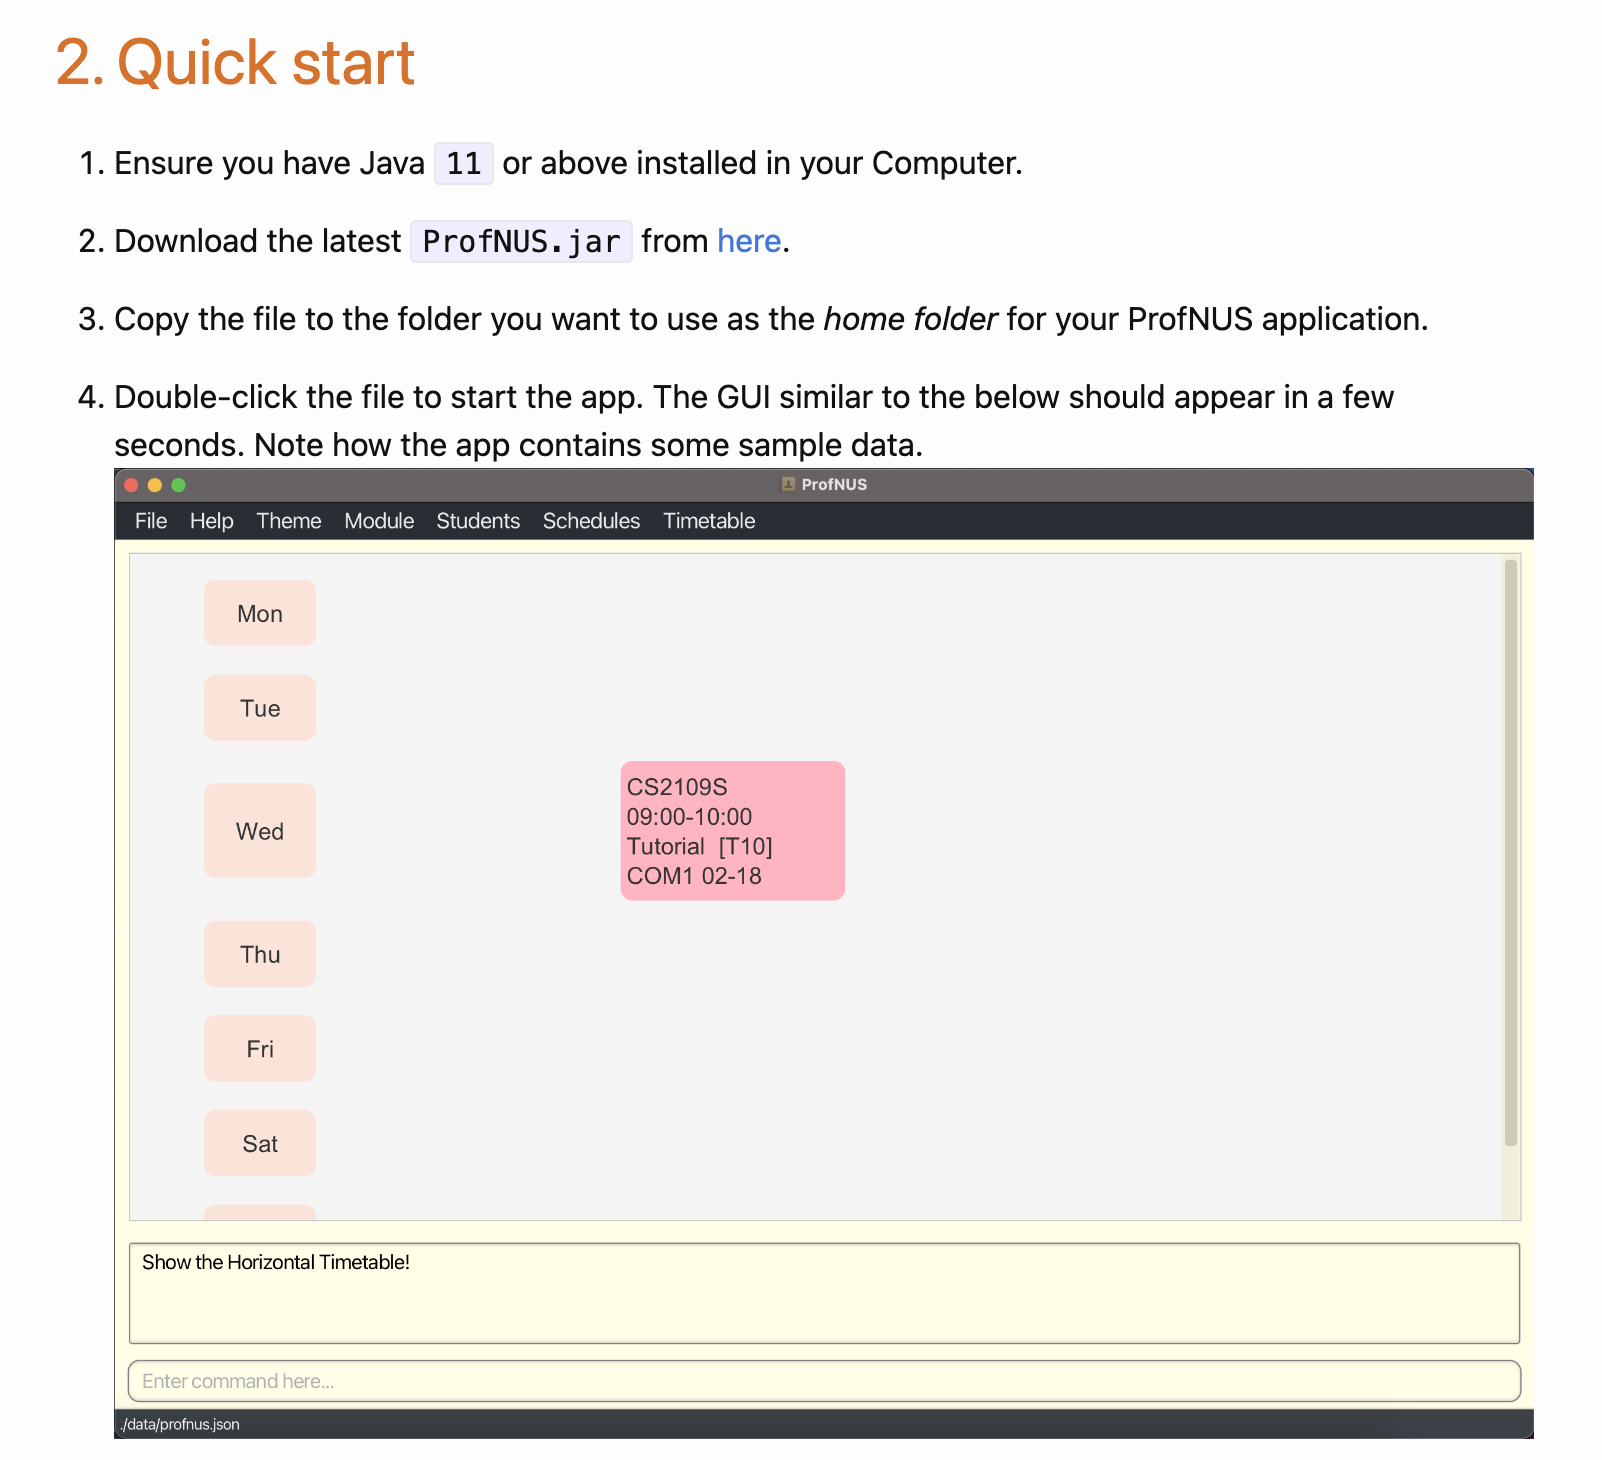 2. Quick start
1. Ensure you have Java 11 or above installed in your Computer.
2. Download the latest ProfNUS.jar from here.
3. Copy the file to the folder you want to use as the home folder for your ProfNUS application.
4. Double-click the file to start the app. The GUI similar to the below should appear in a few
seconds. Note how the app contains some sample data.
ProfNUS
File Help Theme Module Students Schedules Timetable
Mon
Tue
Wed
CS2109S
09:00-10:00
Tutorial [T10]
COM1 02-18
Thu
Fri
Sat
Show the Horizontal Timetable!
Enter command here...
./data/profnus.json